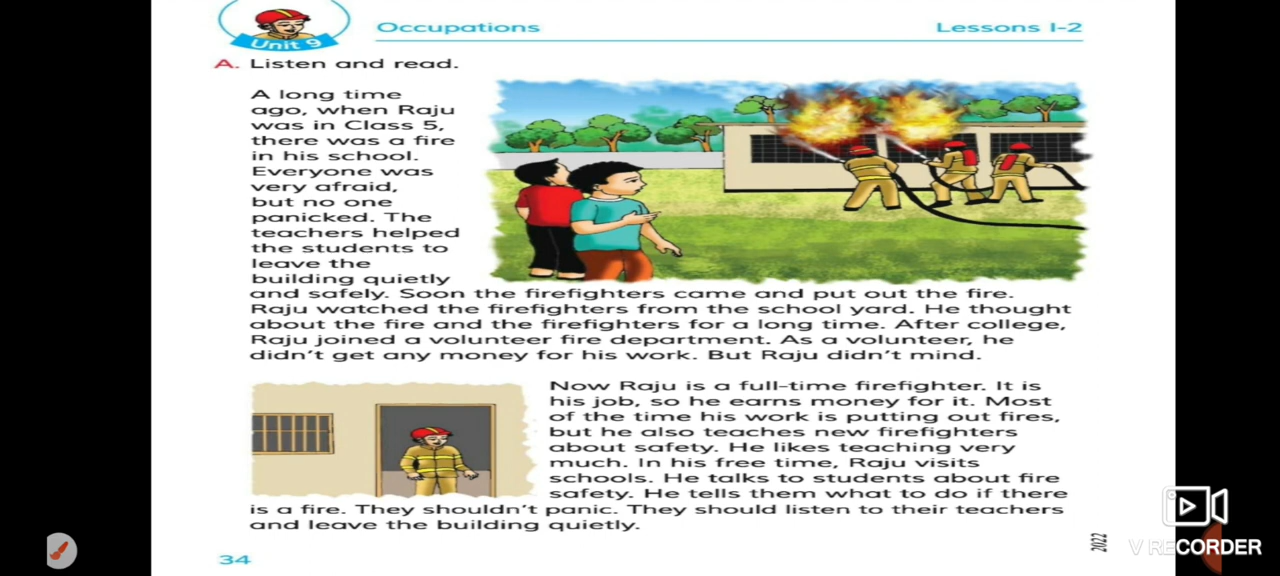 Unit 9
Occupations
Lessons 1-2
A. Listen and read.
A long time
ago, when Raju
was in Class 5,
there was a fire
in his school.
Everyone was
very afraid,
but no one
panicked. The
teachers helped
the students to
leave the
building quietly
and safely. Soon the firefighters came and put out the fire.
Raju watched the firefighters from the school yard. He thought
about the fire and the firefighters for a long time. After college,
Raju joined a volunteer fire department. As a volunteer, he
didn't get any money for his work. But Raju didn't mind.
Now Raju is a full-time firefighter. It is
his job, so he earns money for it. Most
of the time his work is putting out fires,
but he also teaches new firefighters
about safety. He likes teaching very
much. In his free time, Raju visits
schools. He talks to students about fire
safety. He tells them what to do if there
is a fire. They shouldn't panic. They should listen to their teachers
and leave the building quietly.
34
2022
V RECORDER